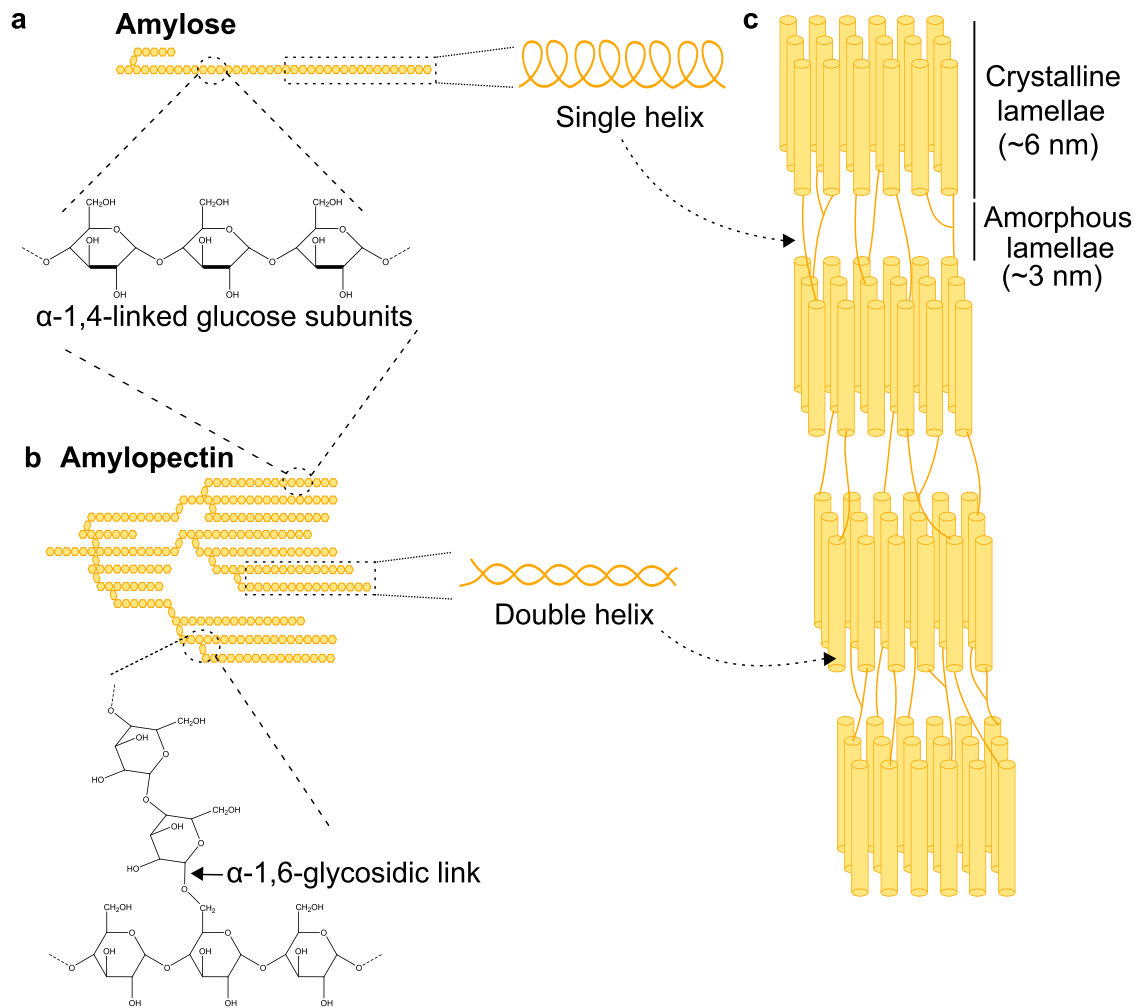 a
Amylose
Single helix
CH₂OH
CH₂OH
CH₂OH
O
O
O
OH
OH
OH
O
O
O
O
OH
OH
OH
α-1,4-linked glucose subunits
b Amylopectin
Double helix
O
CH₂OH
OH
O
HO
O
CH₂OH
OH
O
HO
α-1,6-glycosidic link
O
CH₂OH
CH₂
CH₂OH
O
O
O
OH
OH
OH
O
O
O
O
OH
OH
OH
c
Crystalline
lamellae
(~6 nm)
Amorphous
lamellae
(~3 nm)